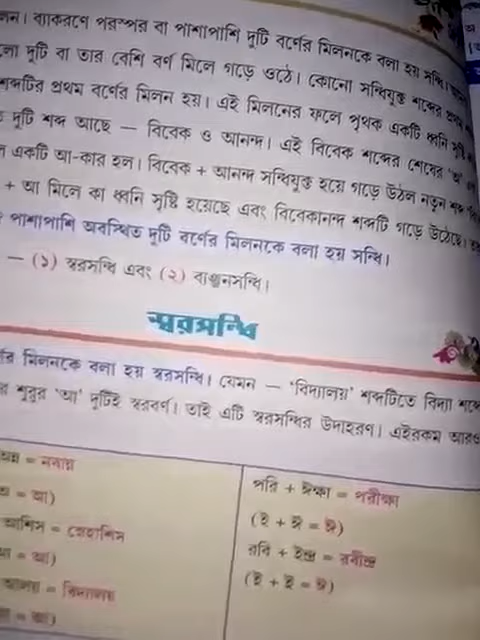 লন। ব্যাকরণে পরস্পর বা পাশাপাশি দুটি বর্ণের মিলনকে বলা হয় সন্ধি।
লো দুটি বা তার বেশি বর্ণ মিলে গড়ে ওঠে। কোনো সন্ধিযুক্ত শব্দের প্রথম
শব্দটির প্রথম বর্ণের মিলন হয়। এই মিলনের ফলে পৃথক একটি ধ্বনি সৃষ্টি
দুটি শব্দ আছে — বিবেক ও আনন্দ। এই বিবেক শব্দের শেষের 'অ'
একটি আ-কার হল। বিবেক + আনন্দ সন্ধিযুক্ত হয়ে গড়ে উঠল নতুন শব্দ
+ আ মিলে কা ধ্বনি সৃষ্টি হয়েছে এবং বিবেকানন্দ শব্দটি গড়ে উঠেছে।
পাশাপাশি অবস্থিত দুটি বর্ণের মিলনকে বলা হয় সন্ধি।
— (১) স্বরসন্ধি এবং (২) ব্যঞ্জনসন্ধি।
স্বরসন্ধি
র মিলনকে বলা হয় স্বরসন্ধি। যেমন — 'বিদ্যালয়' শব্দটিতে বিদ্যা শব্দে
র শুরুর 'আ' দুটিই স্বরবর্ণ। তাই এটি স্বরসন্ধির উদাহরণ। এইরকম আরও
অন্ন = নবান্ন
অ = আ)
আশিস = স্নেহাশিস
আ = আ)
আলয় = বিদ্যালয়
আ = আ)
পরি + ঈক্ষা = পরীক্ষা
(ই + ঈ = ঈ)
রবি + ইন্দ্র = রবীন্দ্র
(ই + ই = ঈ)